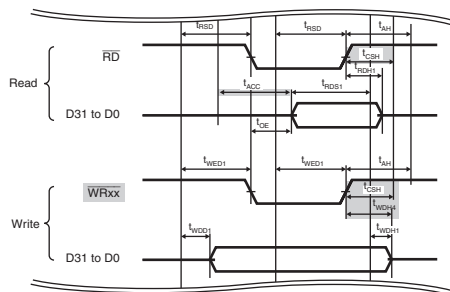 tRSD tRSD tAH
RD tCSH
Read tRDH1
tACC tRDS1
D31 to D0
tOE
tWED1 tWED1 tAH
WRxx tCSH
tWDH4
Write tWDD1 tWDH1
D31 to D0